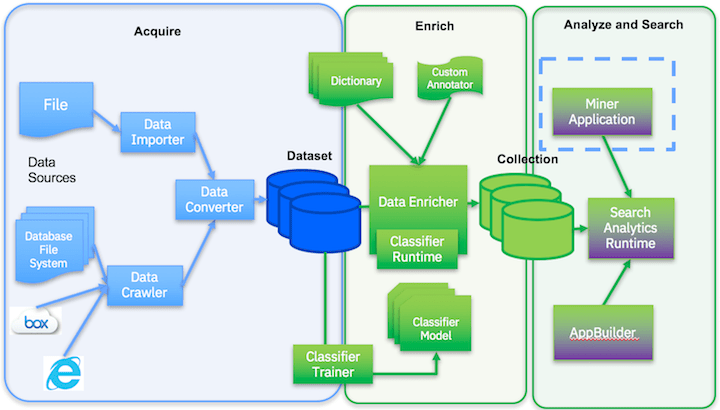 Acquire
Enrich
Analyze and Search
File
Data
Importer
Data
Sources
Data
Converter
Database
File
System
Data
Crawler
box
e
Dataset
Dictionary
Custom
Annotator
Data Enricher
Classifier
Runtime
Classifier
Model
Classifier
Trainer
Collection
Miner
Application
Search
Analytics
Runtime
AppBuilder